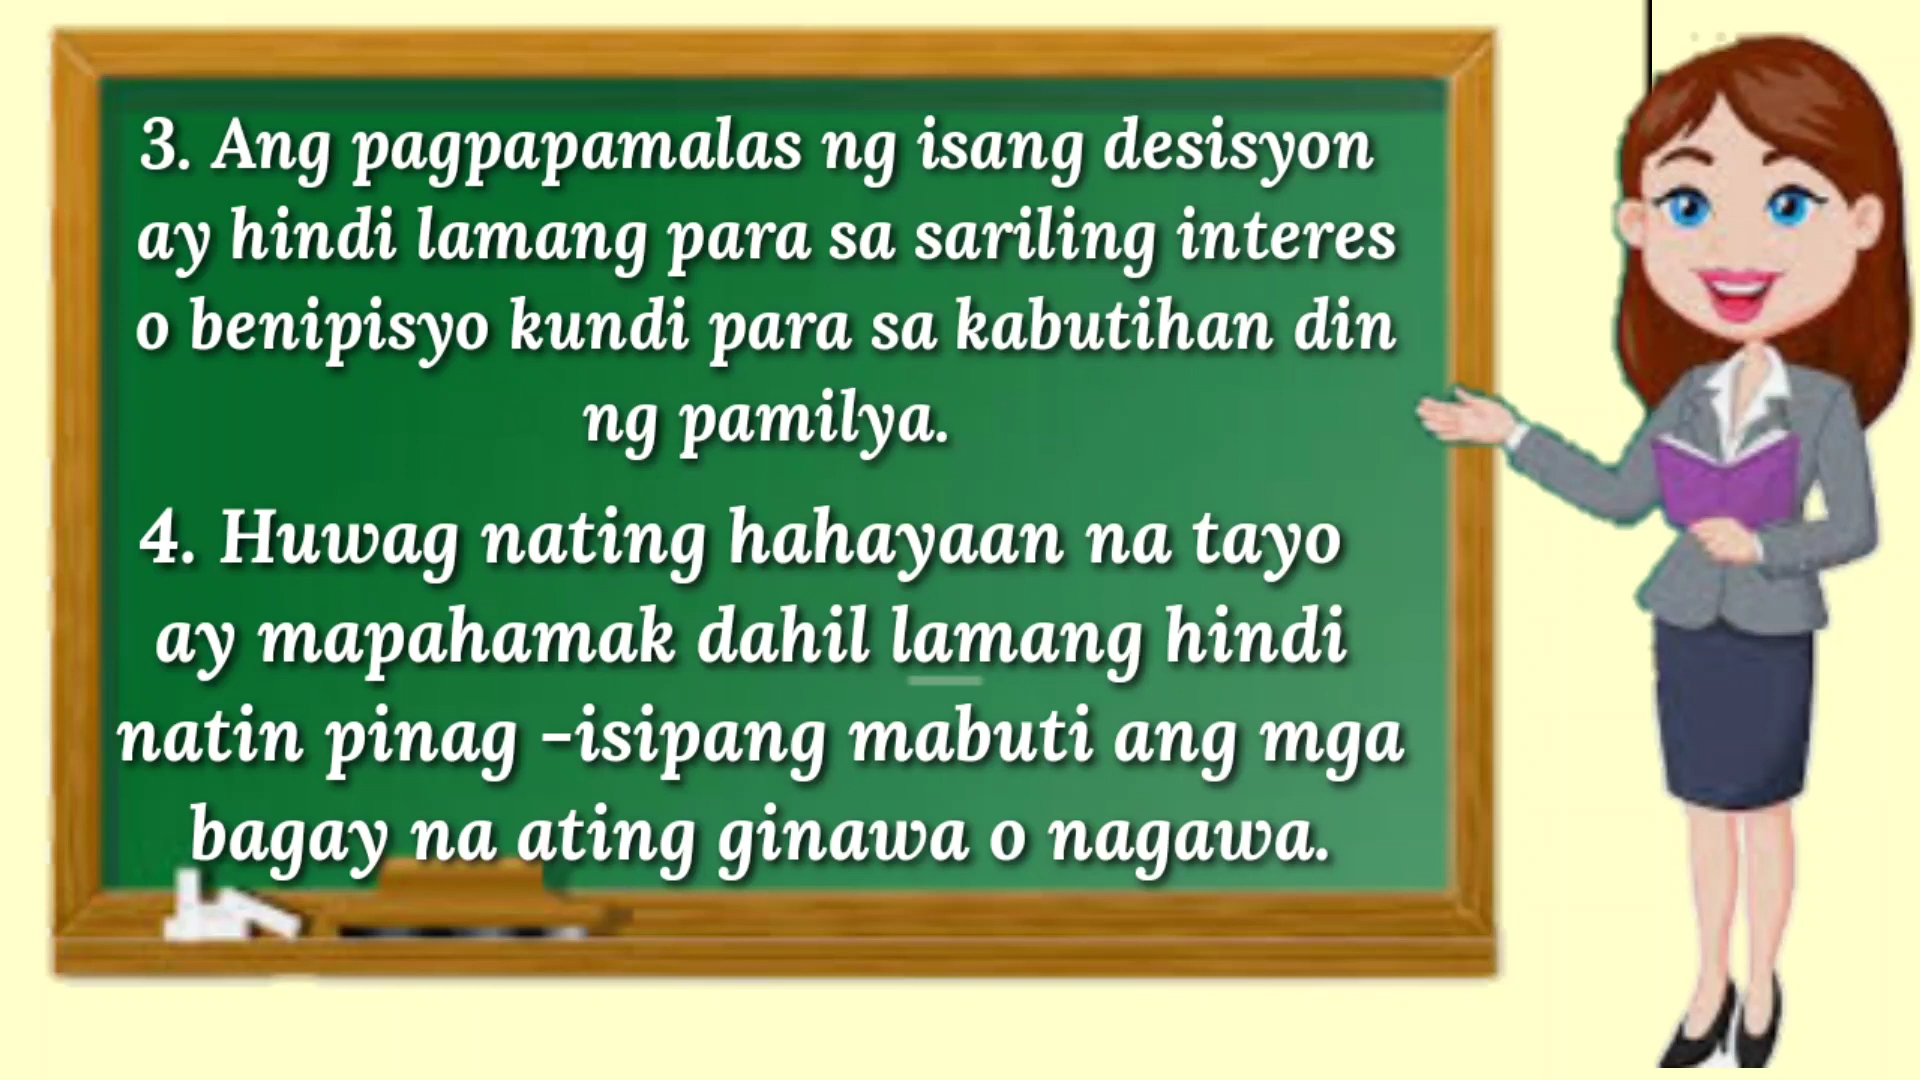 3. Ang pagpapamalas ng isang desisyon
ay hindi lamang para sa sariling interes
o benipisyo kundi para sa kabutihan din
ng pamilya.
4. Huwag nating hahayaan na tayo
ay mapahamak dahil lamang hindi
natin pinag -isipang mabuti ang mga
bagay na ating ginawa o nagawa.